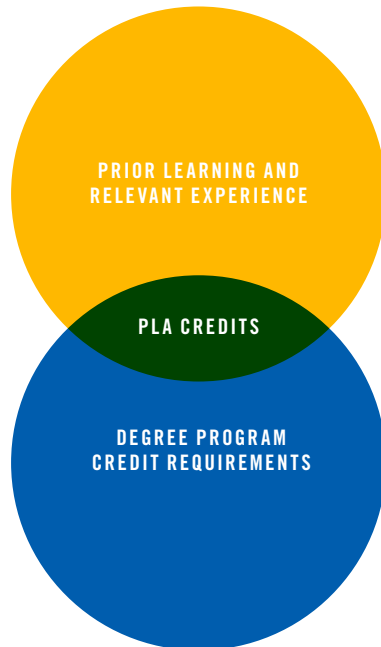 PRIOR LEARNING AND
RELEVANT EXPERIENCE
PLA CREDITS
DEGREE PROGRAM
CREDIT REQUIREMENTS